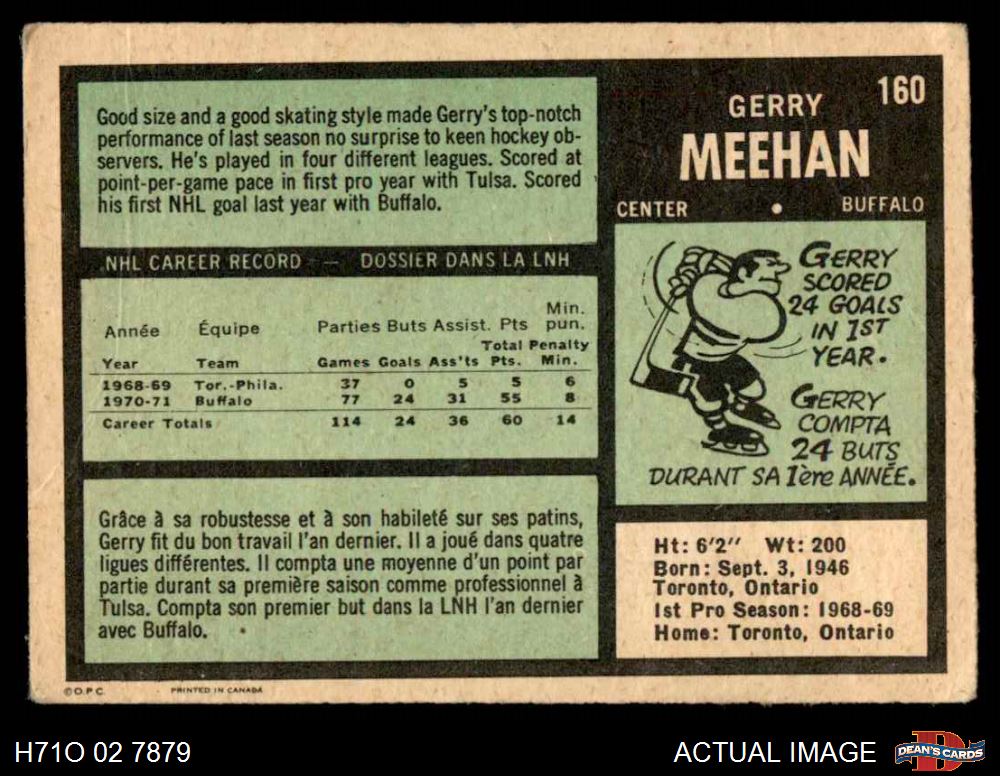 160
GERRY
MEEHAN
CENTER • BUFFALO
Good size and a good skating style made Gerry's top-notch
performance of last season no surprise to keen hockey ob-
servers. He's played in four different leagues. Scored at
point-per-game pace in first pro year with Tulsa. Scored
his first NHL goal last year with Buffalo.
NHL CAREER RECORD — DOSSIER DANS LA LNH
Année Équipe Parties Buts Assist. Pts Min. pun.
Year Team Games Goals Ass'ts Total Pts. Penalty Min.
1968-69 Tor.-Phila. 37 0 5 5 6
1970-71 Buffalo 77 24 31 55 8
Career Totals 114 24 36 60 14
Grâce à sa robustesse et à son habileté sur ses patins,
Gerry fit du bon travail l'an dernier. Il a joué dans quatre
ligues différentes. Il compta une moyenne d'un point par
partie durant sa première saison comme professionnel à
Tulsa. Compta son premier but dans la LNH l'an dernier
avec Buffalo.
GERRY
SCORED
24 GOALS
IN 1ST
YEAR.
GERRY
COMPTA
24 BUTS
DURANT SA 1ère ANNÉE.
Ht: 6'2" Wt: 200
Born: Sept. 3, 1946
Toronto, Ontario
1st Pro Season: 1968-69
Home: Toronto, Ontario
© O.P.C. PRINTED IN CANADA
H71O 02 7879
ACTUAL IMAGE
DEAN'S CARDS